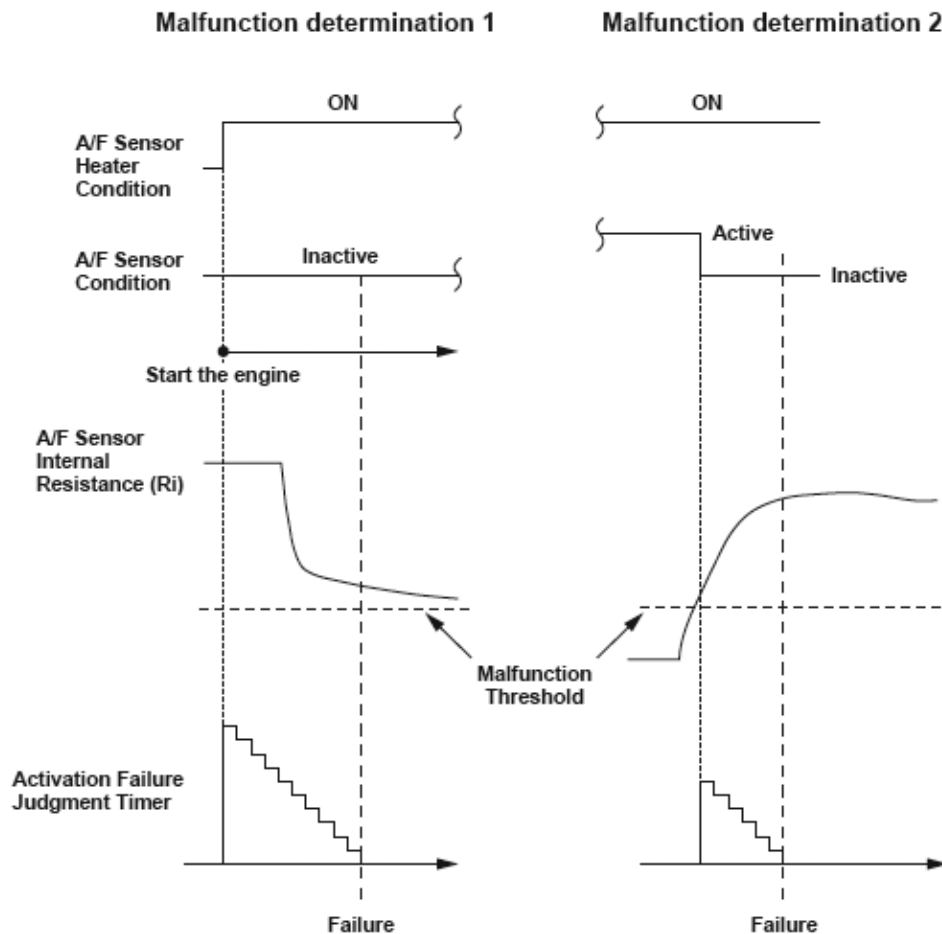 Malfunction determination 1
Malfunction determination 2
ON
ON
A/F Sensor
Heater
Condition
Active
A/F Sensor
Condition
Inactive
Inactive
Start the engine
A/F Sensor
Internal
Resistance (Ri)
Malfunction
Threshold
Activation Failure
Judgment Timer
Failure
Failure